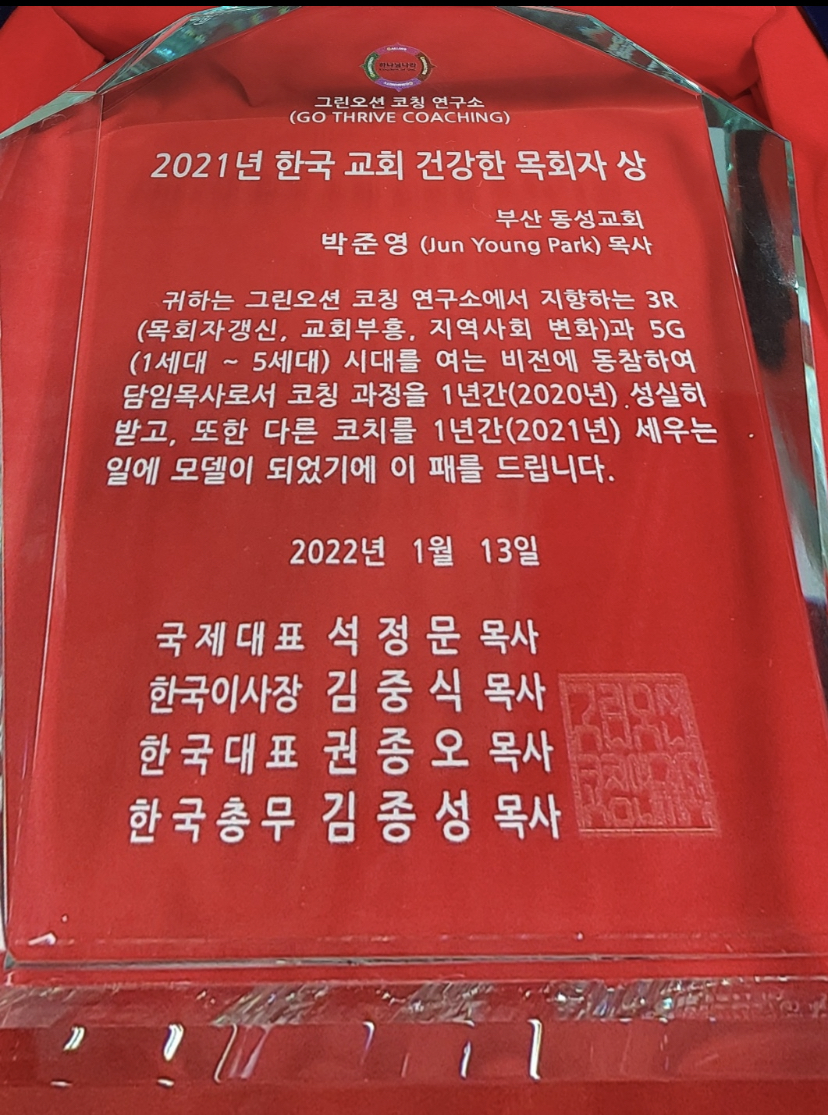 하나님나라
그린오션 코칭 연구소
(GO THRIVE COACHING)
2021년 한국 교회 건강한 목회자 상
부산 동성교회
박준영 (Jun Young Park) 목사
귀하는 그린오션 코칭 연구소에서 지향하는 3R
(목회자갱신, 교회부흥, 지역사회 변화)과 5G
(1세대 ~ 5세대) 시대를 여는 비전에 동참하여
담임목사로서 코칭 과정을 1년간(2020년) 성실히
받고, 또한 다른 코치를 1년간(2021년) 세우는
일에 모델이 되었기에 이 패를 드립니다.
2022년 1월 13일
국제대표 석정문 목사
한국이사장 김중식 목사
한국대표 권종오 목사
한국총무 김종성 목사